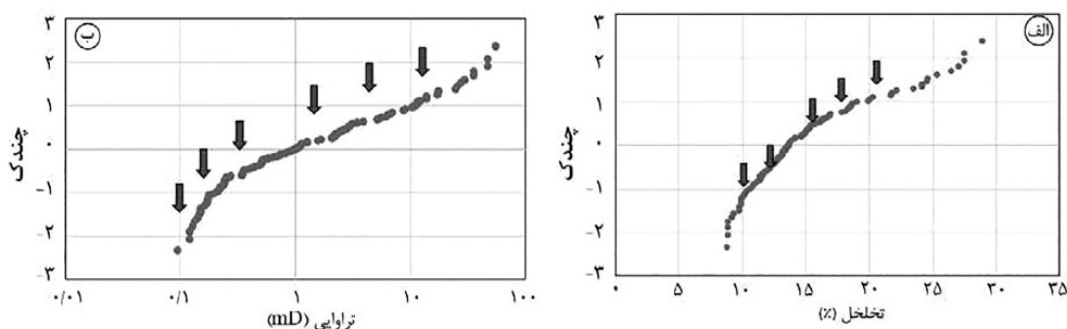 الف
چندک
۳
۲
۱
۰
-۱
-۲
-۳
۰ ۵ ۱۰ ۱۵ ۲۰ ۲۵ ۳۰ ۳۵
تخلخل (٪)
ب
چندک
۳
۲
۱
۰
-۱
-۲
-۳
۰/۰۱ ۰/۱ ۱ ۱۰ ۱۰۰
تراوایی (mD)